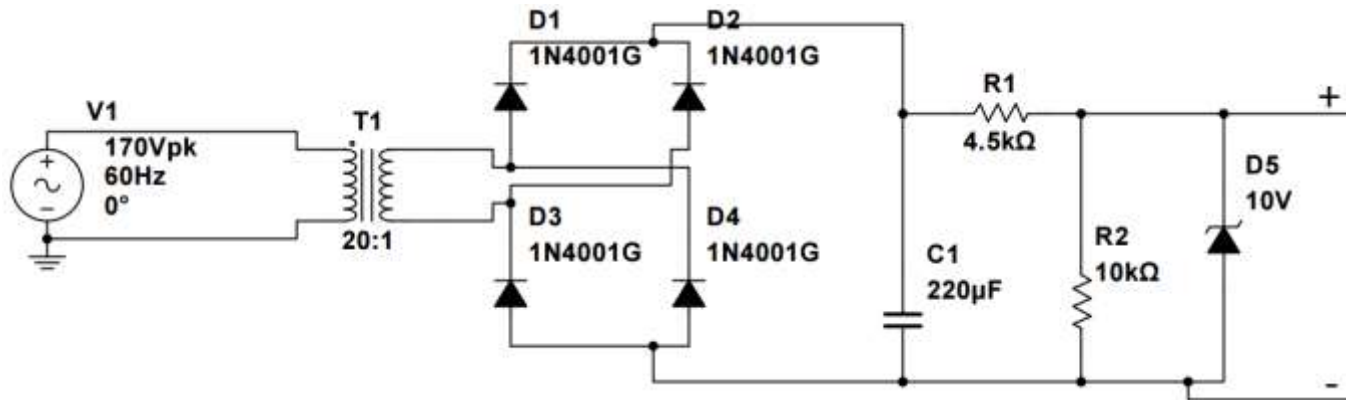 D1
1N4001G
D2
1N4001G
V1
170Vpk
60Hz
0°
T1
20:1
R1
4.5kΩ
+
D5
10V
D3
1N4001G
D4
1N4001G
C1
220µF
R2
10kΩ
-